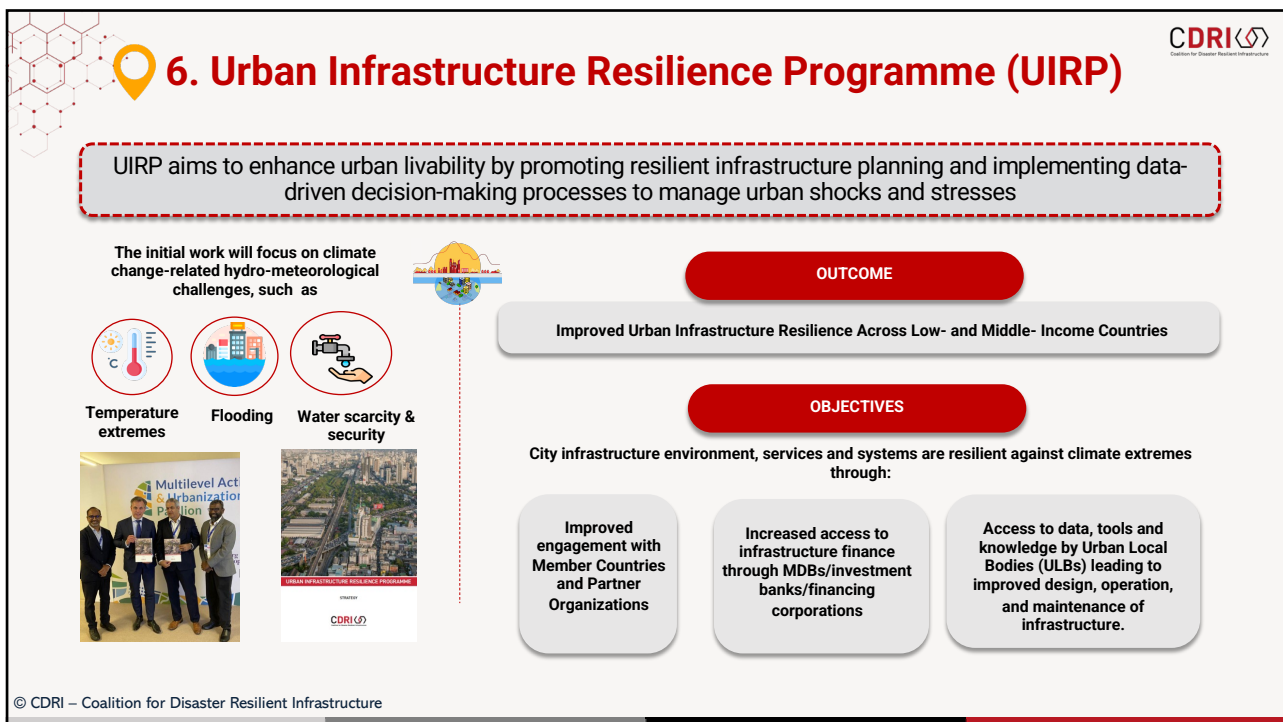 CDRI
Coalition for Disaster Resilient Infrastructure
6. Urban Infrastructure Resilience Programme (UIRP)
UIRP aims to enhance urban livability by promoting resilient infrastructure planning and implementing data-
driven decision-making processes to manage urban shocks and stresses
The initial work will focus on climate
change-related hydro-meteorological
challenges, such as
°C
Temperature
extremes
Flooding
Water scarcity &
security
Multilevel Act
& Urbanization
Pavilion
URBAN INFRASTRUCTURE RESILIENCE PROGRAMME
STRATEGY
CDRI
OUTCOME
Improved Urban Infrastructure Resilience Across Low- and Middle- Income Countries
OBJECTIVES
City infrastructure environment, services and systems are resilient against climate extremes
through:
Improved
engagement with
Member Countries
and Partner
Organizations
Increased access to
infrastructure finance
through MDBs/investment
banks/financing
corporations
Access to data, tools and
knowledge by Urban Local
Bodies (ULBs) leading to
improved design, operation,
and maintenance of
infrastructure.
© CDRI – Coalition for Disaster Resilient Infrastructure